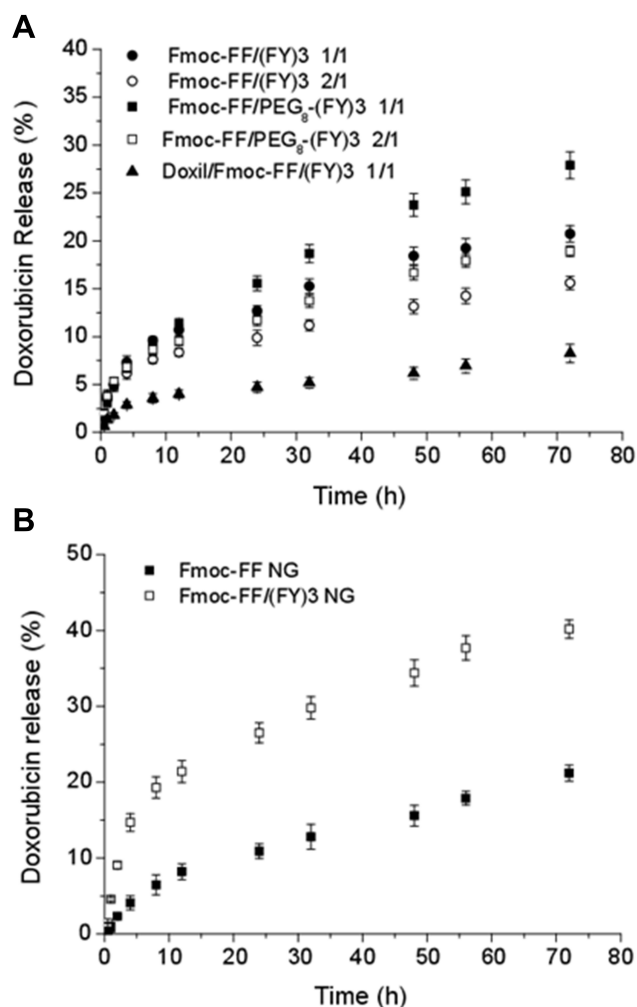 A
Doxorubicin Release (%)
40
35
30
25
20
15
10
5
0
Fmoc-FF/(FY)3 1/1
Fmoc-FF/(FY)3 2/1
Fmoc-FF/PEG₈-(FY)3 1/1
Fmoc-FF/PEG₈-(FY)3 2/1
Doxil/Fmoc-FF/(FY)3 1/1
0 10 20 30 40 50 60 70 80
Time (h)
B
Doxorubicin release (%)
50
40
30
20
10
0
Fmoc-FF NG
Fmoc-FF/(FY)3 NG
0 10 20 30 40 50 60 70 80
Time (h)